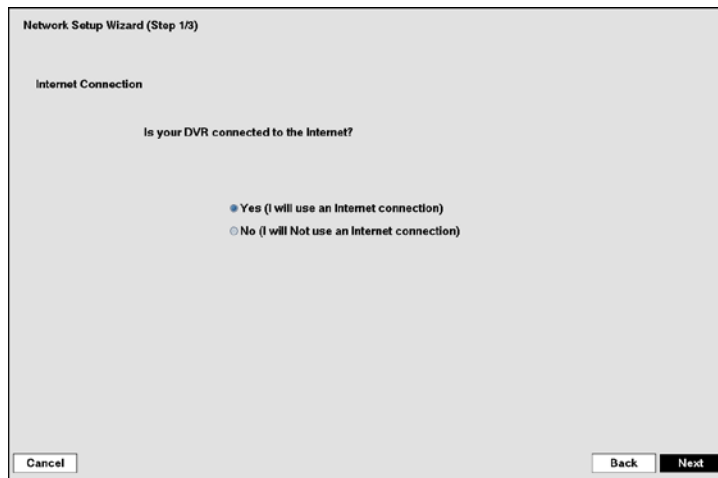 Network Setup Wizard (Step 1/3)
Internet Connection
Is your DVR connected to the Internet?
Yes (I will use an Internet connection)
No (I will Not use an Internet connection)
Cancel
Back
Next